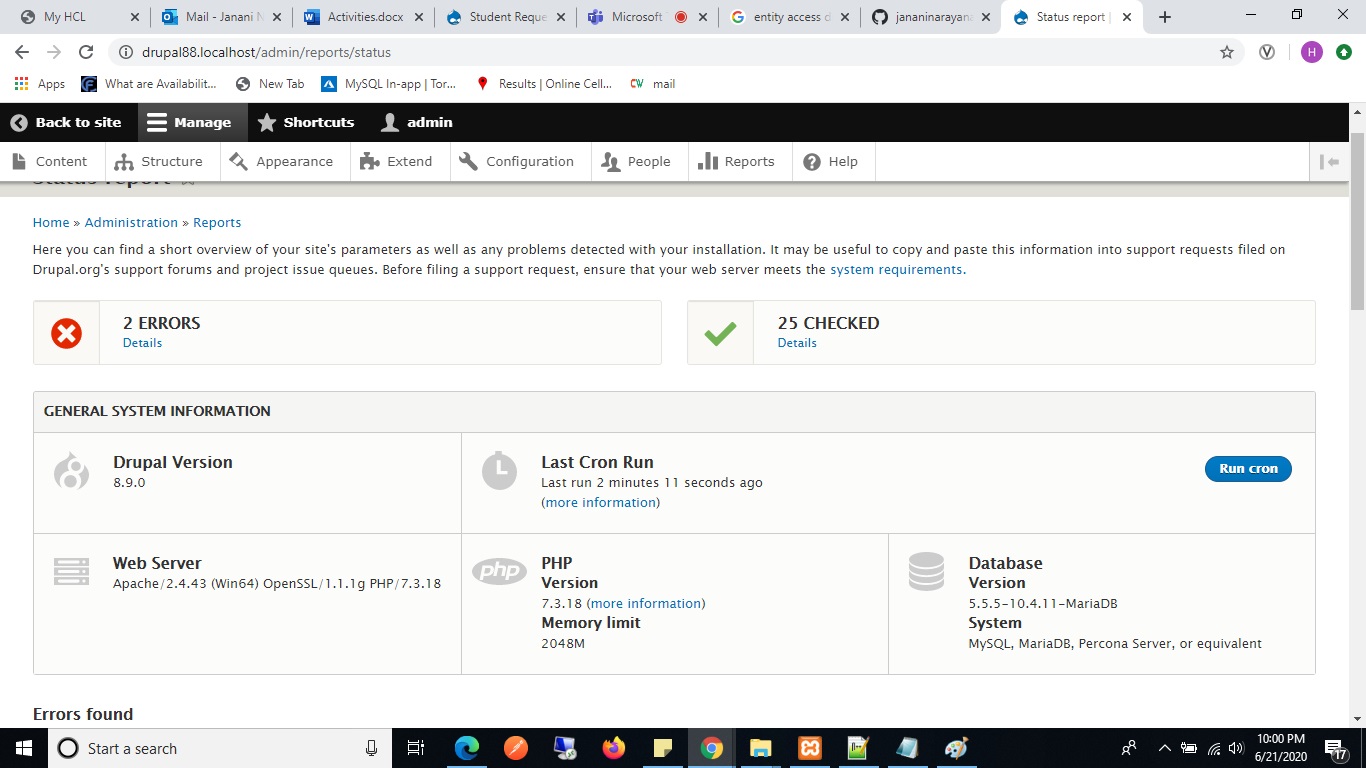 My HCL
Mail - Janani N
Activities.docx
Student Reque
Microsoft
entity access d
jananinarayana
Status report |
drupal88.localhost/admin/reports/status
H
Apps
What are Availabilit...
New Tab
MySQL In-app | Tor...
Results | Online Cell...
CW mail
Back to site
Manage
Shortcuts
admin
Content
Structure
Appearance
Extend
Configuration
People
Reports
Help
Status report
Home » Administration » Reports
Here you can find a short overview of your site's parameters as well as any problems detected with your installation. It may be useful to copy and paste this information into support requests filed on
Drupal.org's support forums and project issue queues. Before filing a support request, ensure that your web server meets the system requirements.
2 ERRORS
Details
25 CHECKED
Details
GENERAL SYSTEM INFORMATION
Drupal Version
8.9.0
Last Cron Run
Last run 2 minutes 11 seconds ago
(more information)
Run cron
Web Server
Apache/2.4.43 (Win64) OpenSSL/1.1.1g PHP/7.3.18
php
PHP
Version
7.3.18 (more information)
Memory limit
2048M
Database
Version
5.5.5-10.4.11-MariaDB
System
MySQL, MariaDB, Percona Server, or equivalent
Errors found
Start a search
10:00 PM
6/21/2020
17